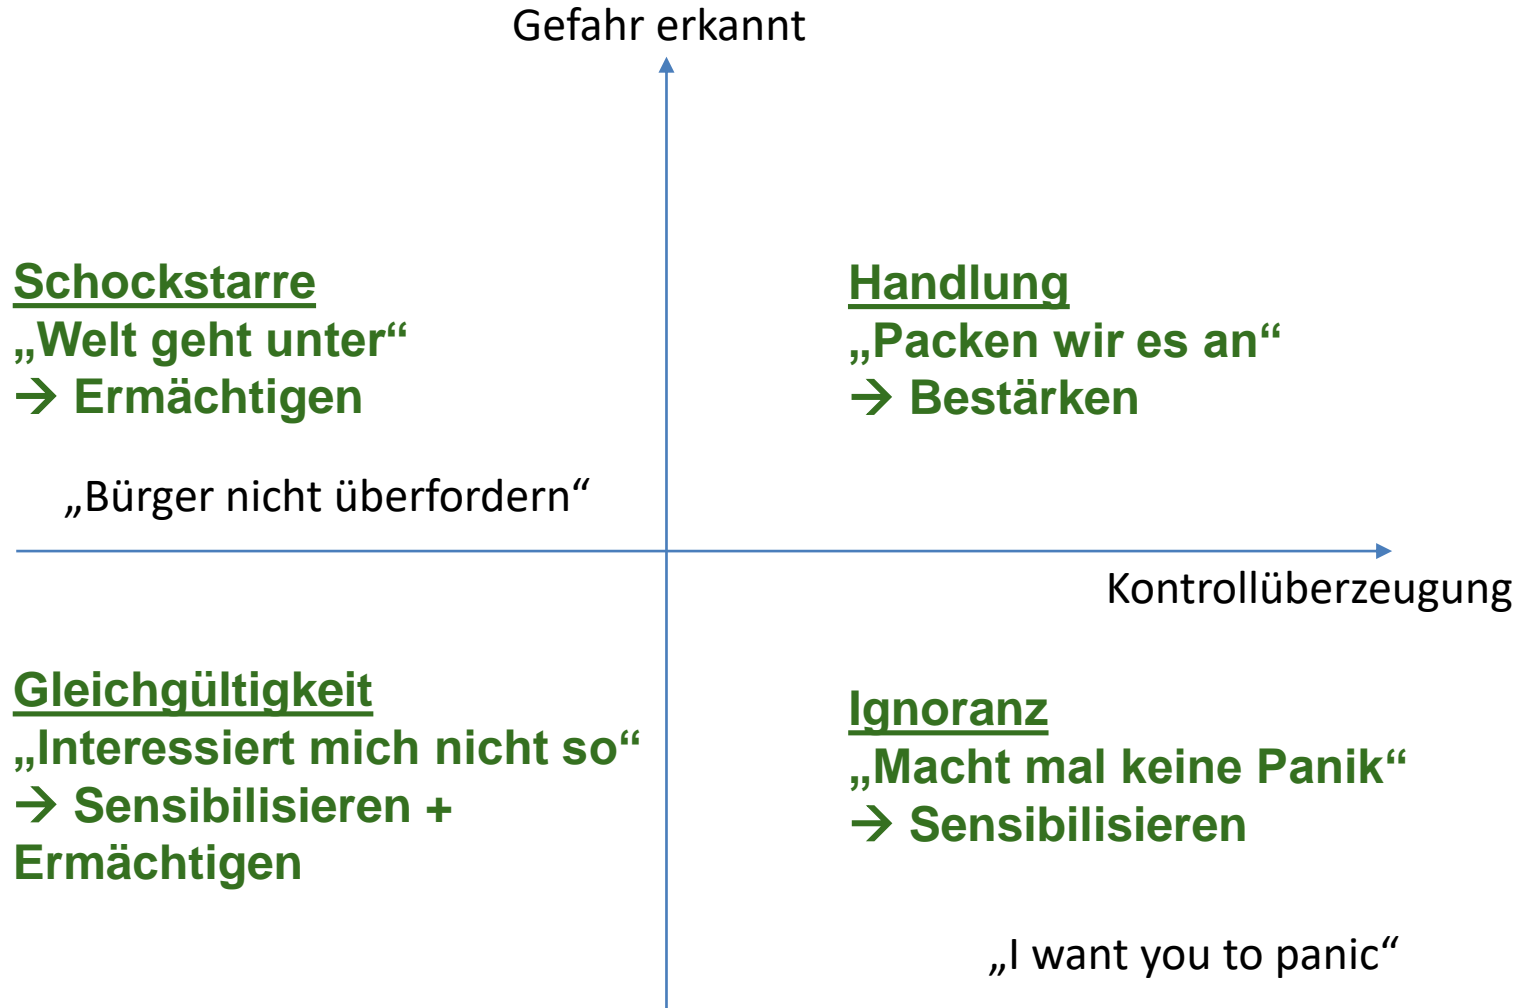 Gefahr erkannt
Schockstarre
„Welt geht unter“
→ Ermächtigen
„Bürger nicht überfordern“
Handlung
„Packen wir es an“
→ Bestärken
Kontrollüberzeugung
Gleichgültigkeit
„Interessiert mich nicht so“
→ Sensibilisieren +
Ermächtigen
Ignoranz
„Macht mal keine Panik“
→ Sensibilisieren
„I want you to panic“